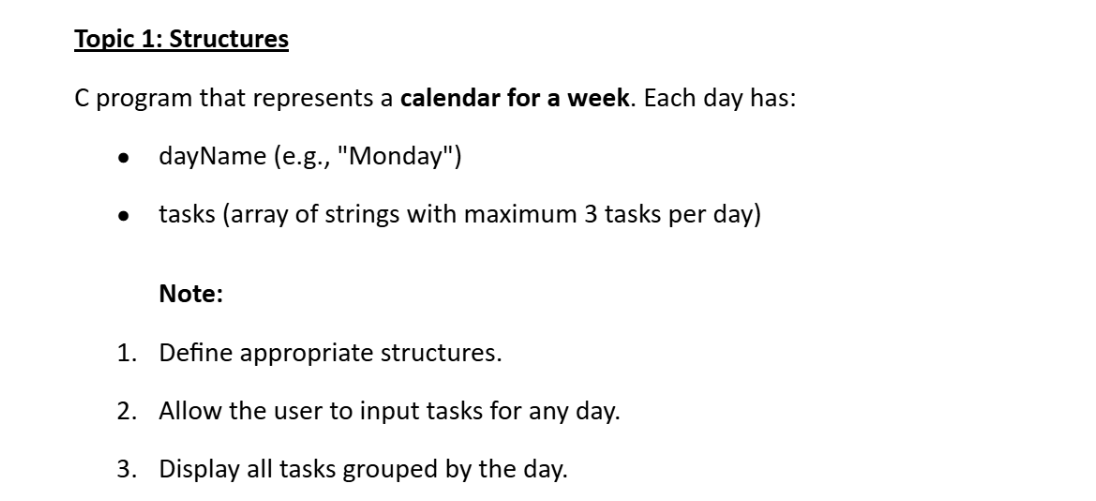 Topic 1: Structures
C program that represents a calendar for a week. Each day has:
• dayName (e.g., "Monday")
• tasks (array of strings with maximum 3 tasks per day)
Note:
1. Define appropriate structures.
2. Allow the user to input tasks for any day.
3. Display all tasks grouped by the day.